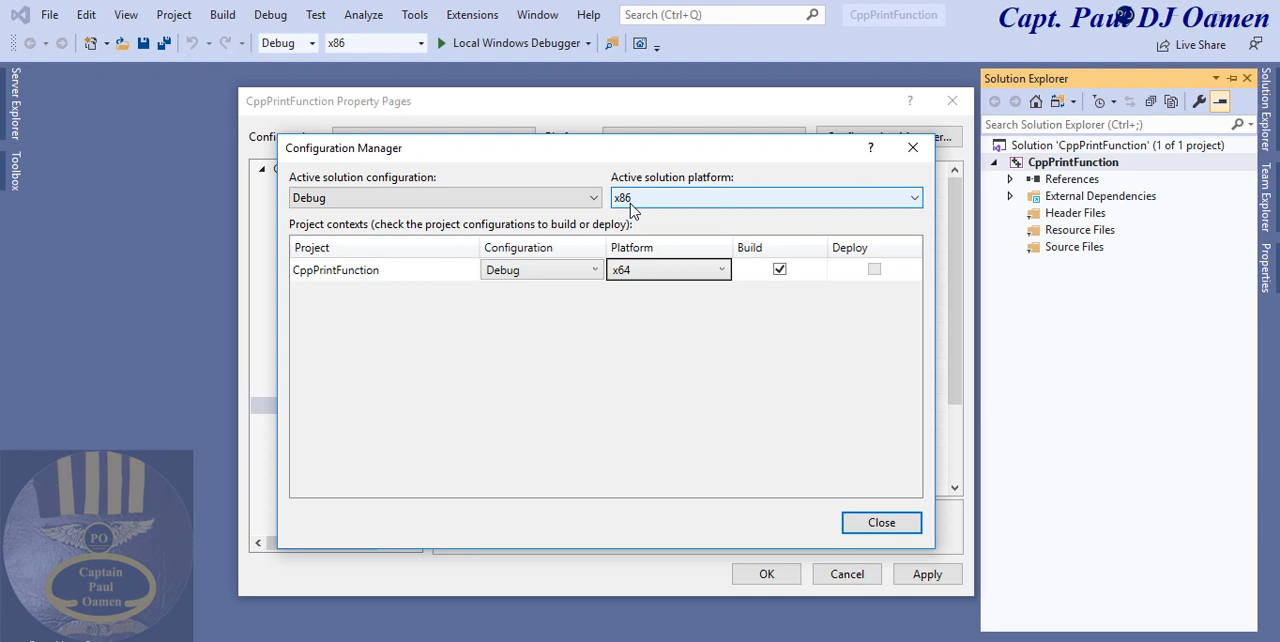 File Edit View Project Build Debug Test Analyze Tools Extensions Window Help Search (Ctrl+Q) CppPrintFunction
Capt. Paul DJ Oamen
Debug x86 Local Windows Debugger Live Share
Server Explorer
Toolbox
CppPrintFunction Property Pages ?
Configuration Manager ?
Active solution configuration: Active solution platform:
Debug x86
Project contexts (check the project configurations to build or deploy):
Project Configuration Platform Build Deploy
CppPrintFunction Debug x64
Close
OK Cancel Apply
Solution Explorer
Search Solution Explorer (Ctrl+;)
Solution 'CppPrintFunction' (1 of 1 project)
CppPrintFunction
References
External Dependencies
Header Files
Resource Files
Source Files
Solution Explorer
Team Explorer
Properties
PO
Captain
Paul
Oamen